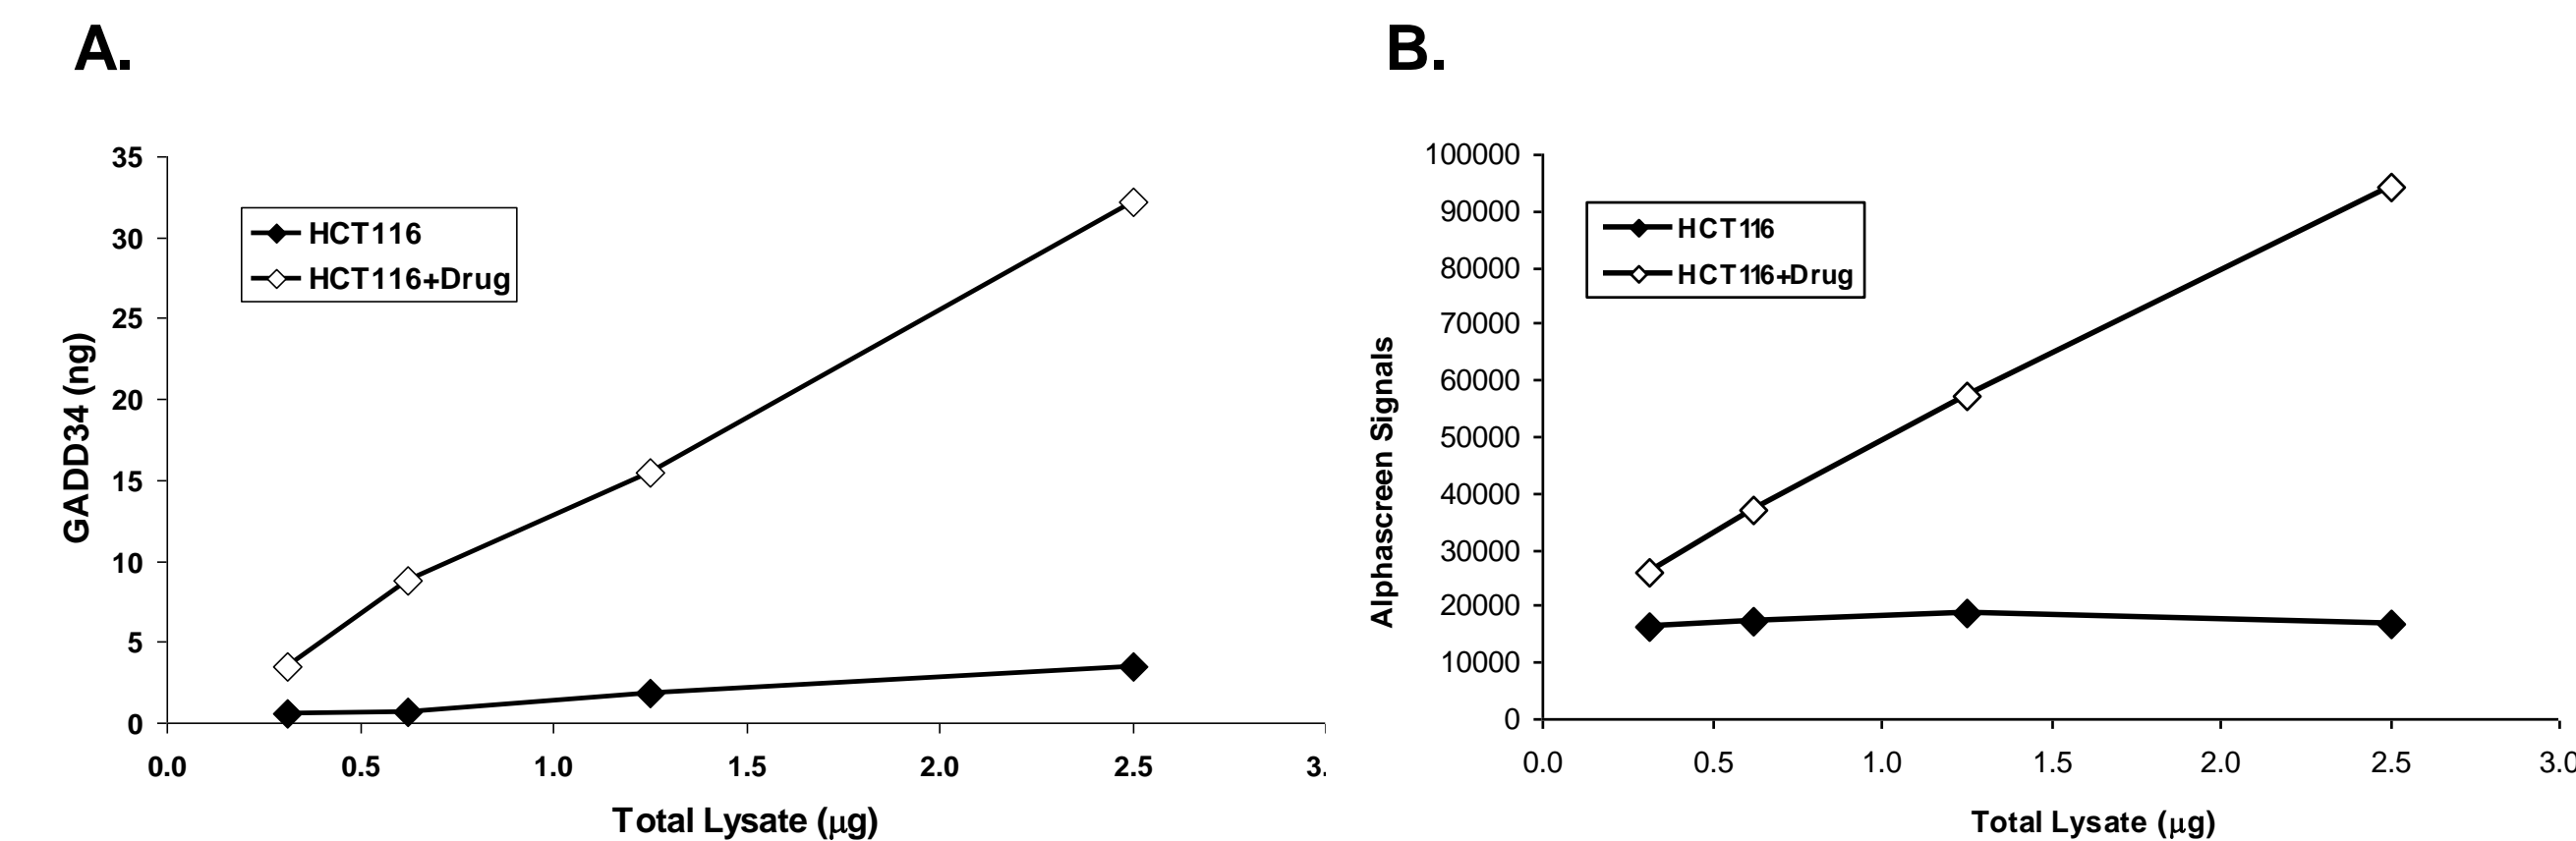 A.
35
30
25
20
15
10
5
0
GADD34 (ng)
HCT116
HCT116+Drug
0.0 0.5 1.0 1.5 2.0 2.5 3.
Total Lysate (μg)
B.
100000
90000
80000
70000
60000
50000
40000
30000
20000
10000
0
Alphascreen Signals
HCT116
HCT116+Drug
0.0 0.5 1.0 1.5 2.0 2.5 3.0
Total Lysate (μg)